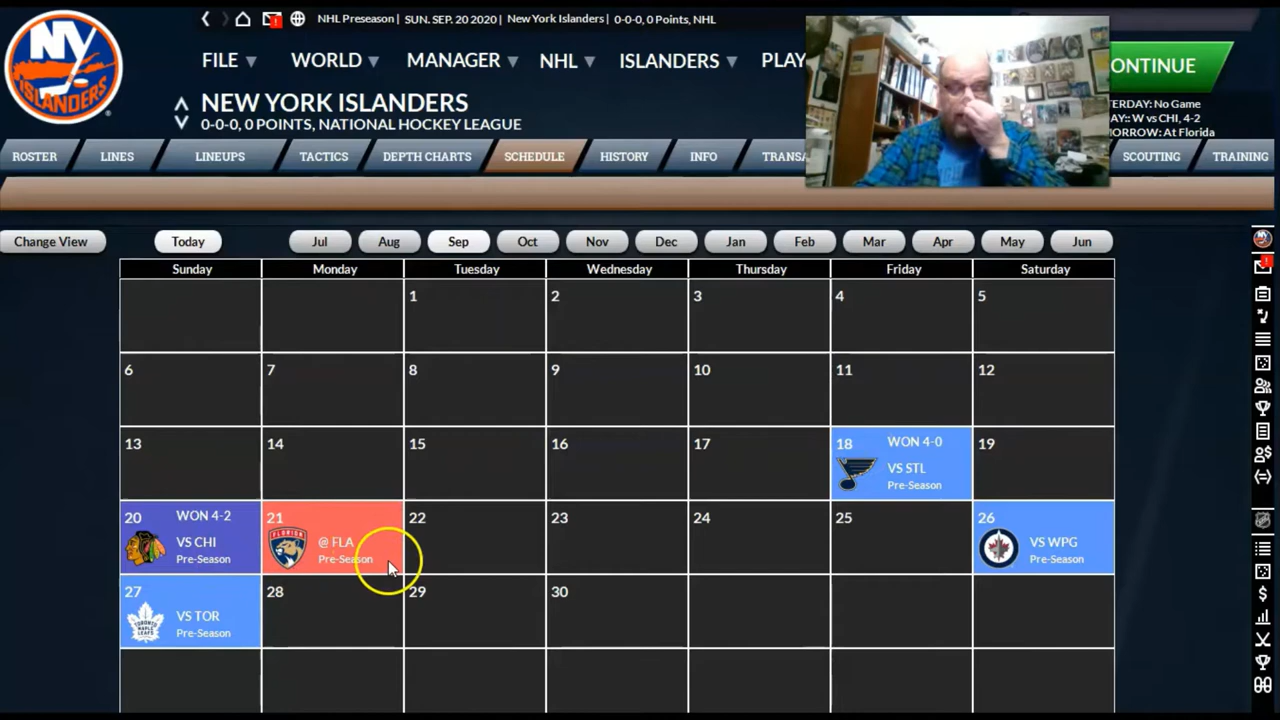 NHL Preseason | SUN. SEP. 20 2020 | New York Islanders | 0-0-0, 0 Points, NHL
NY
ISLANDERS
FILE WORLD MANAGER NHL ISLANDERS PLAY
ONTINUE
NEW YORK ISLANDERS
0-0-0, 0 POINTS, NATIONAL HOCKEY LEAGUE
TERDAY: No Game
DAY:: W vs CHI, 4-2
MORROW: At Florida
ROSTER LINES LINEUPS TACTICS DEPTH CHARTS SCHEDULE HISTORY INFO TRANSA SCOUTING TRAINING
Change View Today Jul Aug Sep Oct Nov Dec Jan Feb Mar Apr May Jun
Sunday Monday Tuesday Wednesday Thursday Friday Saturday
1 2 3 4 5
6 7 8 9 10 11 12
13 14 15 16 17 18 WON 4-0 19
VS STL
Pre-Season
20 WON 4-2 21 22 23 24 25 26
VS CHI @ FLA VS WPG
Pre-Season Pre-Season Pre-Season
27 28 29 30
VS TOR
Pre-Season